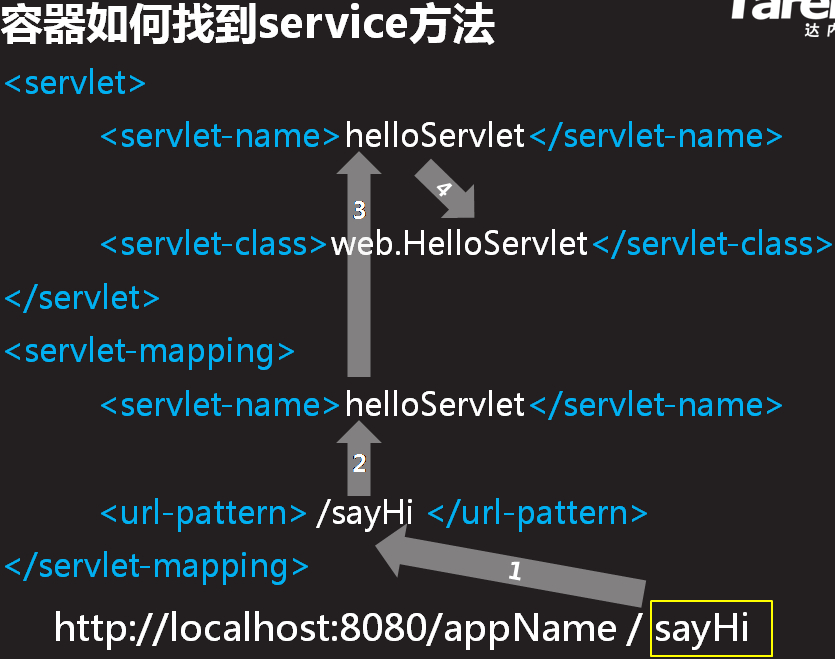 容器如何找到service方法
达内
<servlet>
<servlet-name>helloServlet</servlet-name>
3
4
<servlet-class>web.HelloServlet</servlet-class>
</servlet>
<servlet-mapping>
<servlet-name>helloServlet</servlet-name>
2
<url-pattern> /sayHi </url-pattern>
</servlet-mapping>
1
http://localhost:8080/appName / sayHi